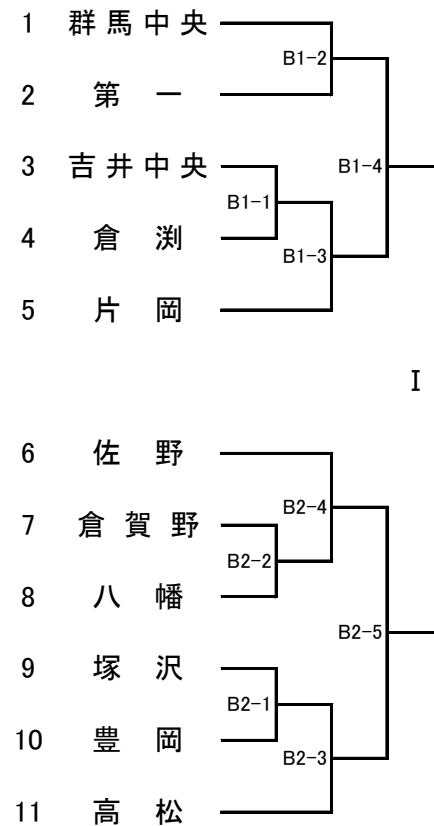 1 群馬中央
B1-2
2 第一
3 吉井中央
B1-4
B1-1
4 倉渕
B1-3
5 片岡
I
6 佐野
B2-4
7 倉賀野
B2-2
8 八幡
B2-5
9 塚沢
B2-1
10 豊岡
B2-3
11 高松